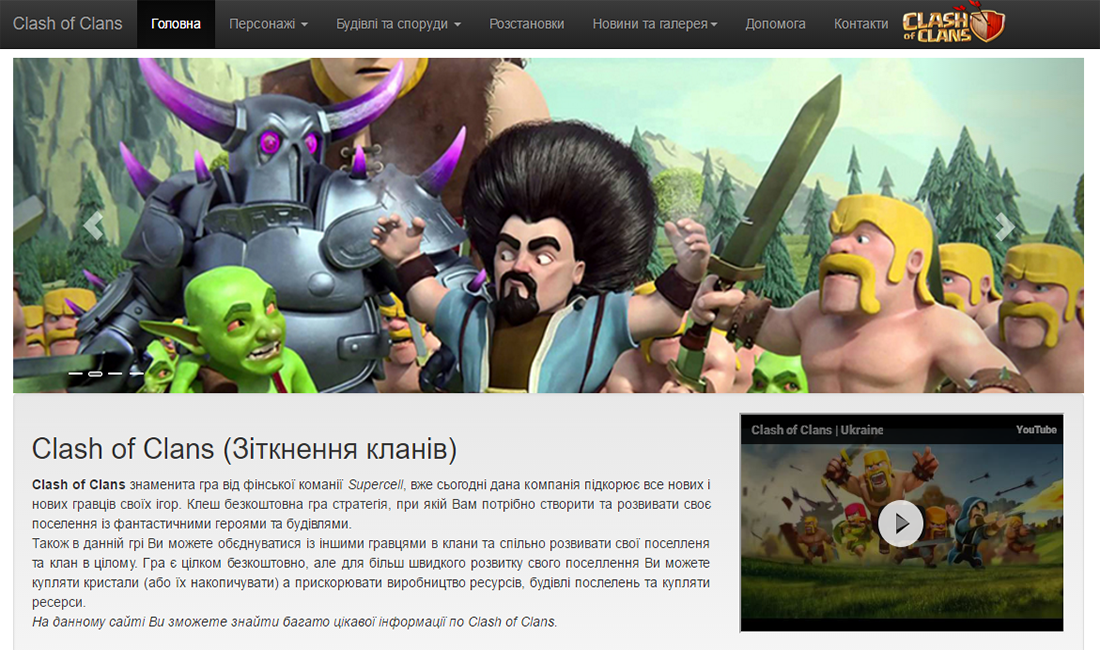 Clash of Clans Головна Персонажі Будівлі та споруди Розстановки Новини та галерея Допомога Контакти CLASH of CLANS
Clash of Clans (Зіткнення кланів)
Clash of Clans знаменита гра від фінської команії Supercell, вже сьогодні дана компанія підкорює все нових і
нових гравців своїх ігор. Клеш безкоштовна гра стратегія, при якій Вам потрібно створити та розвивати своє
поселення із фантастичними героями та будівлями.
Також в данній грі Ви можете обєднуватися із іншими гравцями в клани та спільно розвивати свої поселленя
та клан в цілому. Гра є цілком безкоштовно, але для більш швидкого розвитку свого поселлення Ви можете
купляти кристали (або їх накопичувати) а прискорювати виробництво ресурсів, будівлі послелень та купляти
ресерси.
На данному сайті Ви зможете знайти багато цікавої інформації по Clash of Clans.
Clash of Clans | Ukraine YouTube